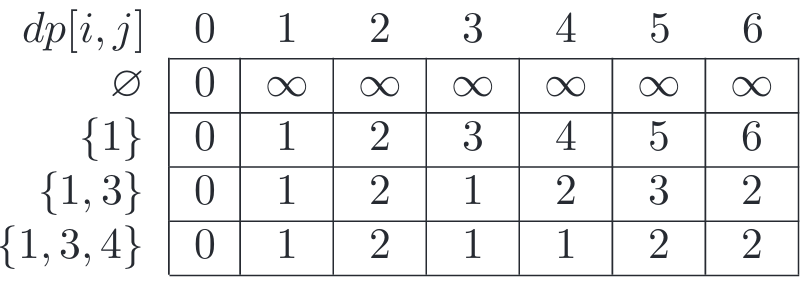 dp[i, j] 0 1 2 3 4 5 6
∅ 0 ∞ ∞ ∞ ∞ ∞ ∞
{1} 0 1 2 3 4 5 6
{1, 3} 0 1 2 1 2 3 2
{1, 3, 4} 0 1 2 1 1 2 2